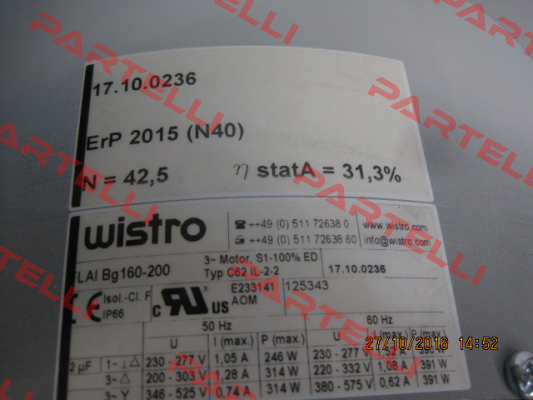 17.10.0236
ErP 2015 (N40)
N = 42,5 η statA = 31,3%
wistro ++49 (0) 511 72638 0 www.wistro.com
++49 (0) 511 72638 60 info@wistro.com
FLAI Bg160-200 3~ Motor, S1-100% ED
Typ C62 IL-2-2 17.10.0236
CE Isol.-Cl. F
IP66 c RU US E233141 125343
AOM
50 Hz 60 Hz
U I (max.) P (max.) U I (max.) P (max.)
2 µF 1~ ⊥△ 230 - 277 V 1,05 A 246 W 230 - 277 V
3~ △ 200 - 303 V 1,28 A 314 W 220 - 332 V 1,08 A 391 W
3~ Y 346 - 525 V 0,74 A 314 W 380 - 575 V 0,62 A 391 W
27/10/2016 14:52
PARTELLI